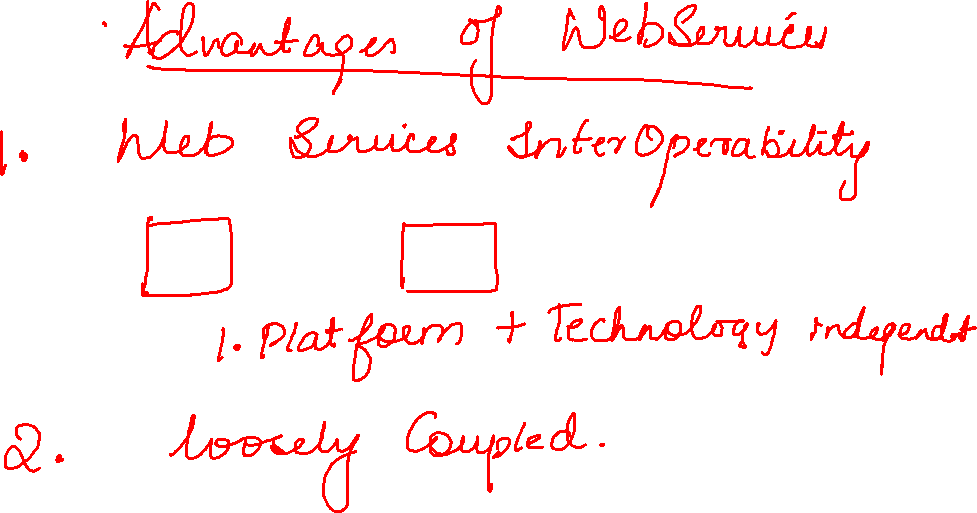 Advantages of WebServices
1. Web Services InterOperability
1. Platform + Technology independent
2. loosely Coupled.